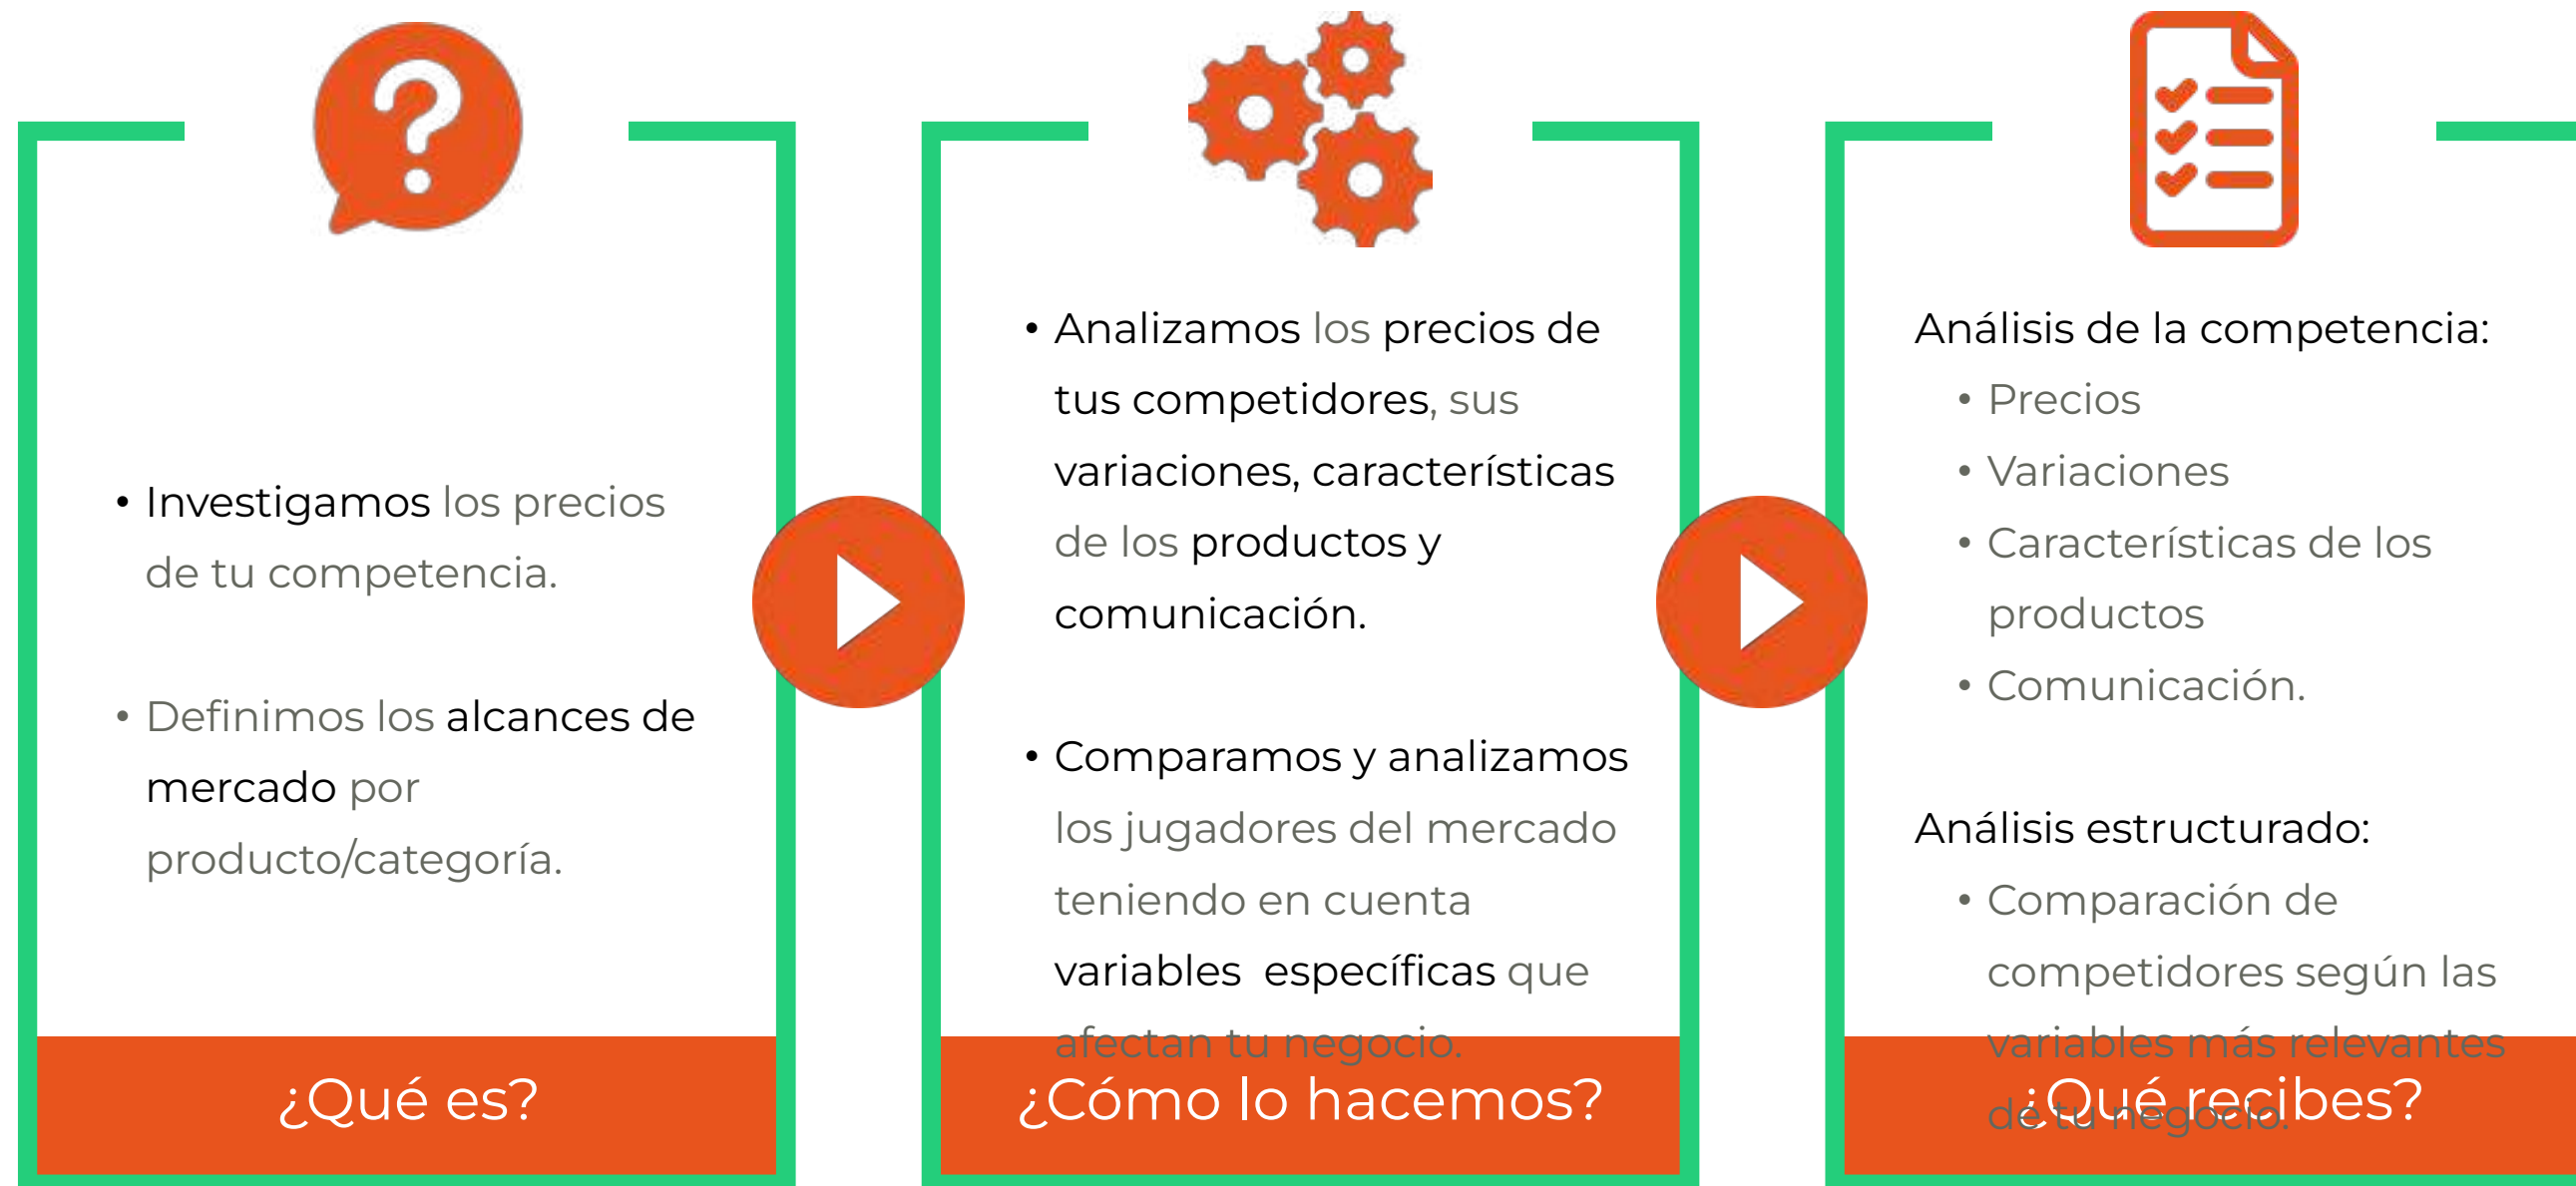 • Investigamos los precios
de tu competencia.
• Definimos los alcances de
mercado por
producto/categoría.
¿Qué es?
• Analizamos los precios de
tus competidores, sus
variaciones, características
de los productos y
comunicación.
• Comparamos y analizamos
los jugadores del mercado
teniendo en cuenta
variables  específicas que
afectan tu negocio.
¿Cómo lo hacemos?
Análisis de la competencia:
• Precios
• Variaciones
• Características de los
productos
• Comunicación.
Análisis estructurado:
• Comparación de
competidores según las
variables más relevantes
de tu negocio.
¿Qué recibes?